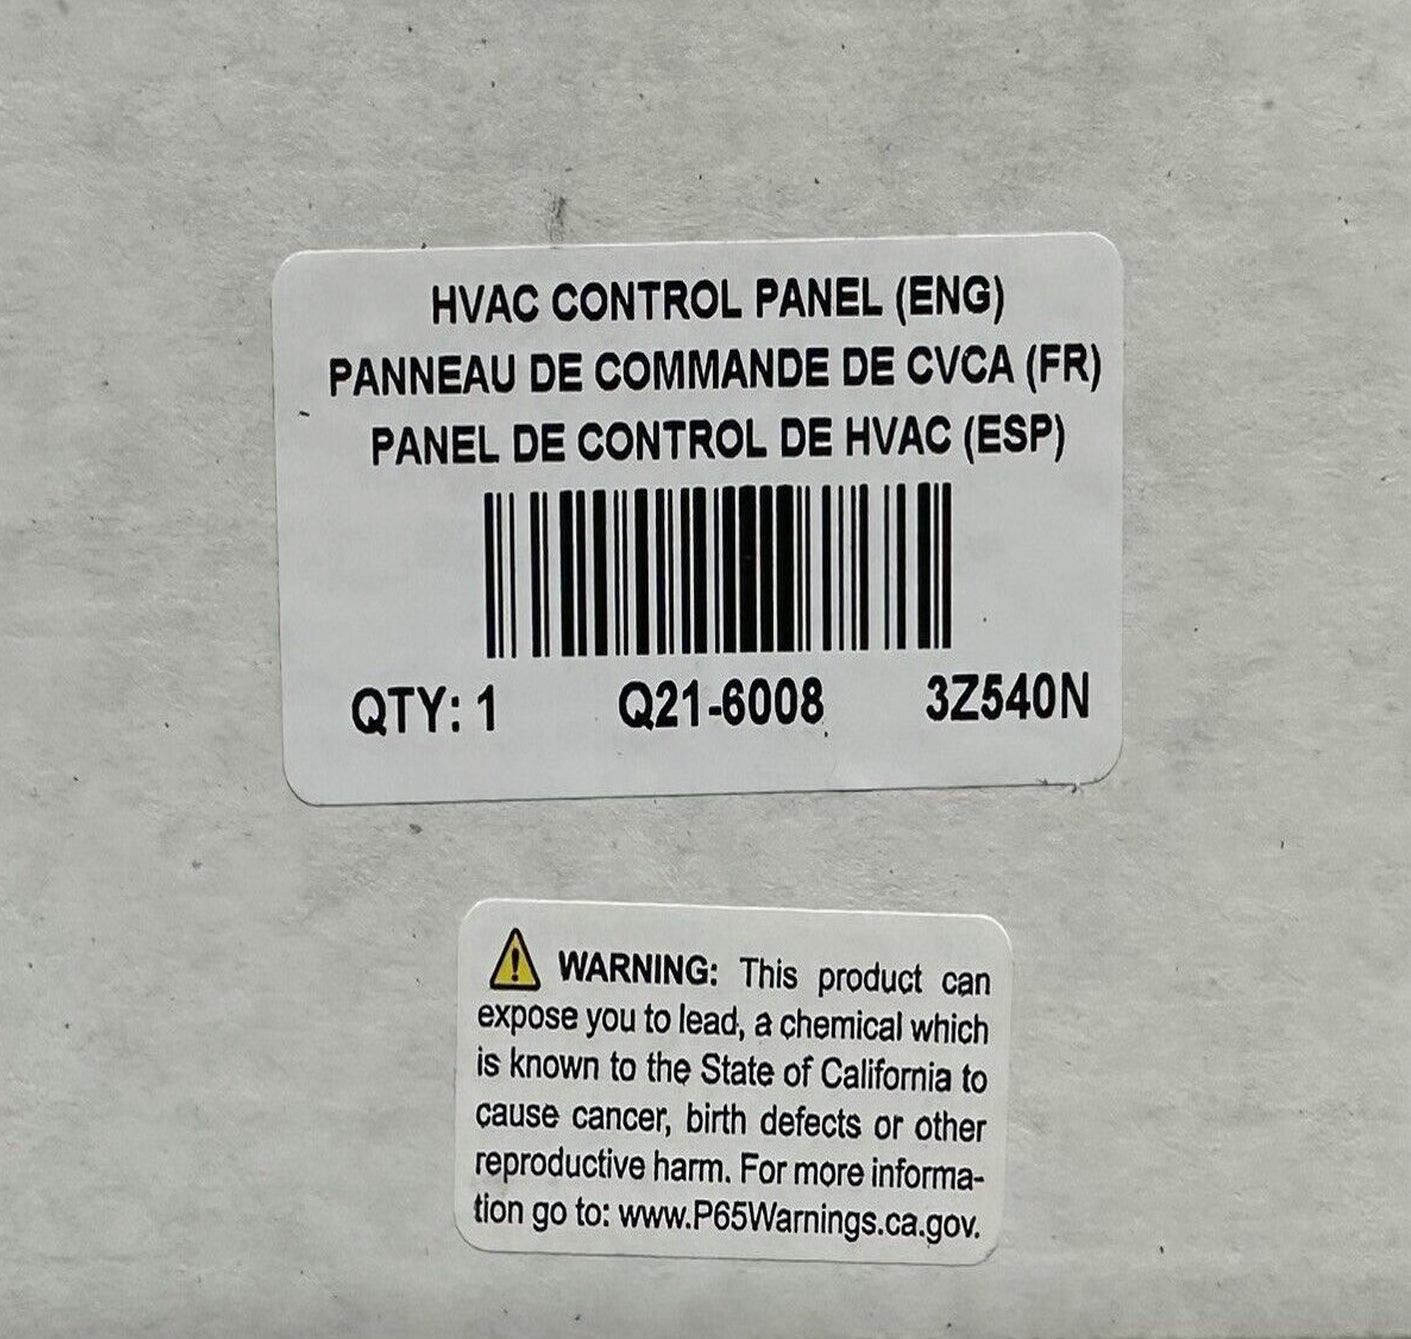 HVAC CONTROL PANEL (ENG)
PANNEAU DE COMMANDE DE CVCA (FR)
PANEL DE CONTROL DE HVAC (ESP)
QTY: 1 Q21-6008 3Z540N
WARNING: This product can
expose you to lead, a chemical which
is known to the State of California to
cause cancer, birth defects or other
reproductive harm. For more informa-
tion go to: www.P65Warnings.ca.gov.